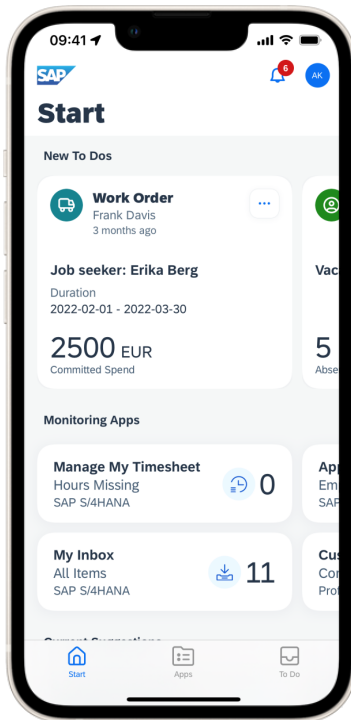 09:41
SAP
6
AK
Start
New To Dos
Work Order
Frank Davis
3 months ago
Job seeker: Erika Berg
Vac
Duration
2022-02-01 - 2022-03-30
2500 EUR
5
Committed Spend
Abse
Monitoring Apps
Manage My Timesheet
Hours Missing
SAP S/4HANA
0
App
Em
SAP
My Inbox
All Items
SAP S/4HANA
11
Cus
Cor
Prof
Start
Apps
To Do